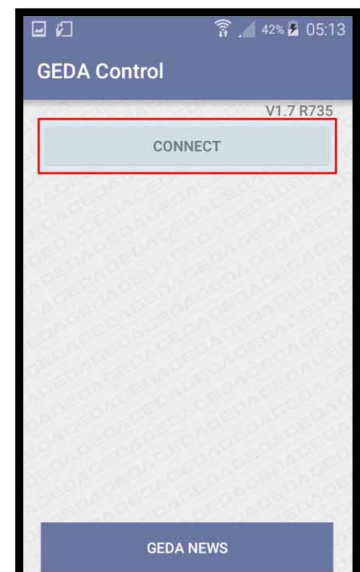 42% 05:13
GEDA Control
V1.7 R735
CONNECT
GEDA NEWS